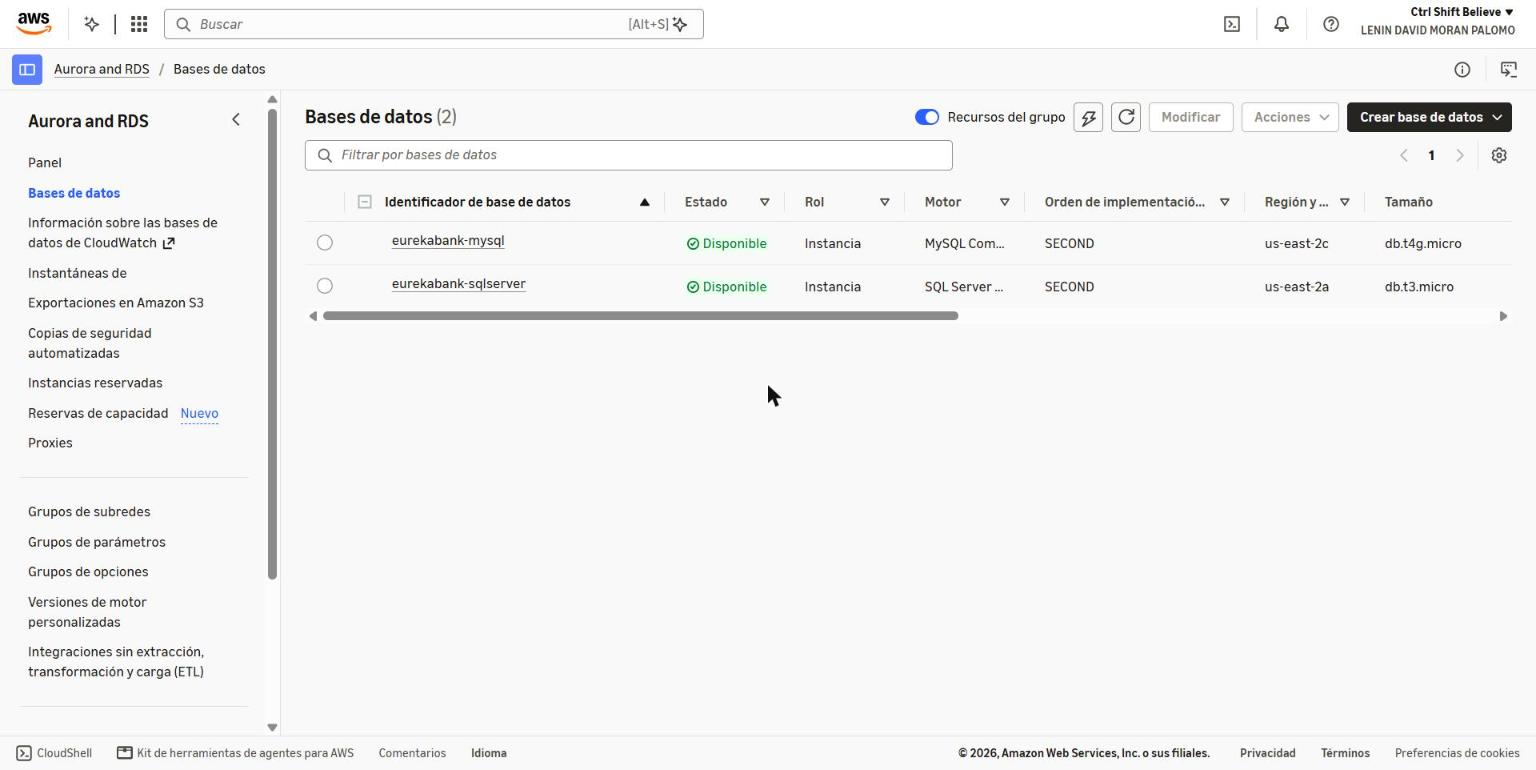 aws
Buscar
[Alt+S]
Ctrl Shift Believe
LENIN DAVID MORAN PALOMO
Aurora and RDS / Bases de datos
Aurora and RDS
Panel
Bases de datos
Información sobre las bases de
datos de CloudWatch
Instantáneas de
Exportaciones en Amazon S3
Copias de seguridad
automatizadas
Instancias reservadas
Reservas de capacidad Nuevo
Proxies
Grupos de subredes
Grupos de parámetros
Grupos de opciones
Versiones de motor
personalizadas
Integraciones sin extracción,
transformación y carga (ETL)
Bases de datos (2)
Recursos del grupo
Modificar
Acciones
Crear base de datos
Filtrar por bases de datos
1
Identificador de base de datos Estado Rol Motor Orden de implementació... Región y ... Tamaño
eurekabank-mysql Disponible Instancia MySQL Com... SECOND us-east-2c db.t4g.micro
eurekabank-sqlserver Disponible Instancia SQL Server ... SECOND us-east-2a db.t3.micro
CloudShell Kit de herramientas de agentes para AWS Comentarios Idioma © 2026, Amazon Web Services, Inc. o sus filiales. Privacidad Términos Preferencias de cookies